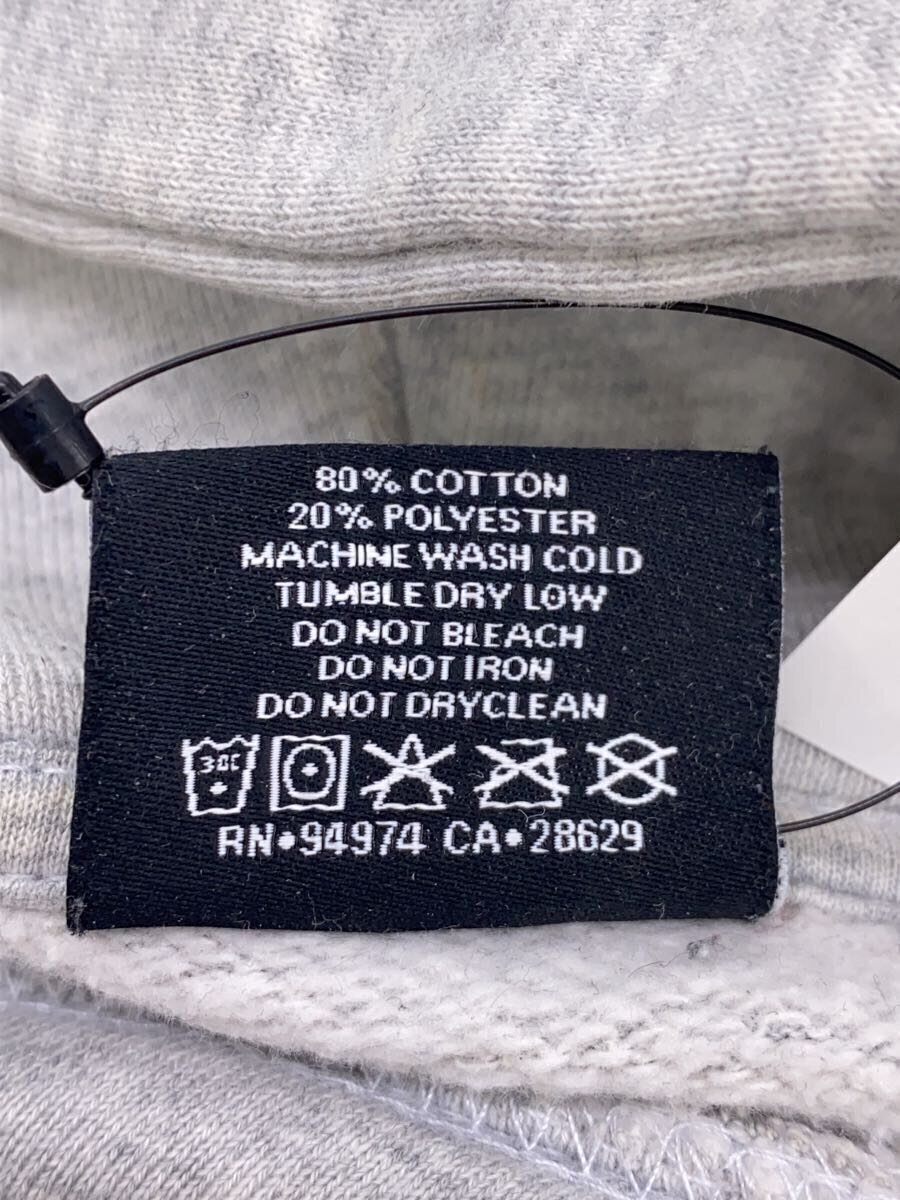 80% COTTON
20% POLYESTER
MACHINE WASH COLD
TUMBLE DRY LOW
DO NOT BLEACH
DO NOT IRON
DO NOT DRYCLEAN
30C
RN•94974 CA•28629